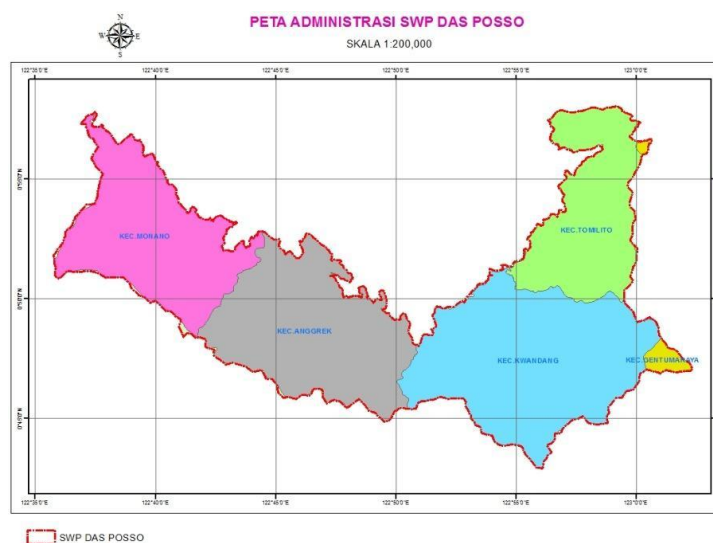 PETA ADMINISTRASI SWP DAS POSSO
SKALA 1:200,000
N
W E
S
122°35'0"E 122°40'0"E 122°45'0"E 122°50'0"E 122°55'0"E 123°0'0"E
KEC.TOMILITO
KEC.MONANO
KEC.ANGGREK
KEC.KWANDANG
KEC.GENTUMARAYA
122°35'0"E 122°40'0"E 122°45'0"E 122°50'0"E 122°55'0"E 123°0'0"E
SWP DAS POSSO